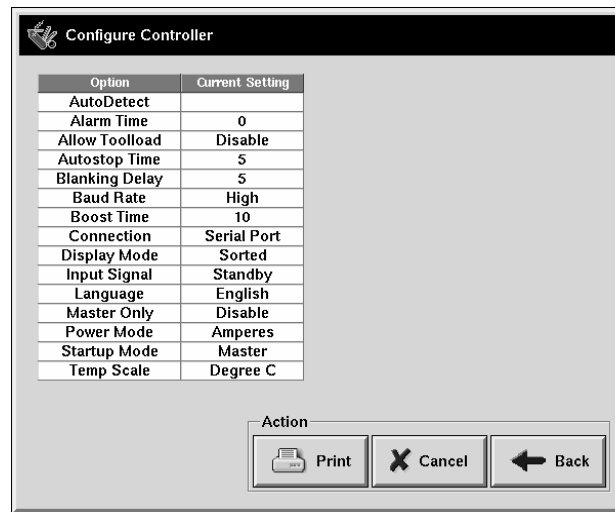 Configure Controller
Option Current Setting
AutoDetect
Alarm Time 0
Allow Toolload Disable
Autostop Time 5
Blanking Delay 5
Baud Rate High
Boost Time 10
Connection Serial Port
Display Mode Sorted
Input Signal Standby
Language English
Master Only Disable
Power Mode Amperes
Startup Mode Master
Temp Scale Degree C
Action
Print Cancel Back